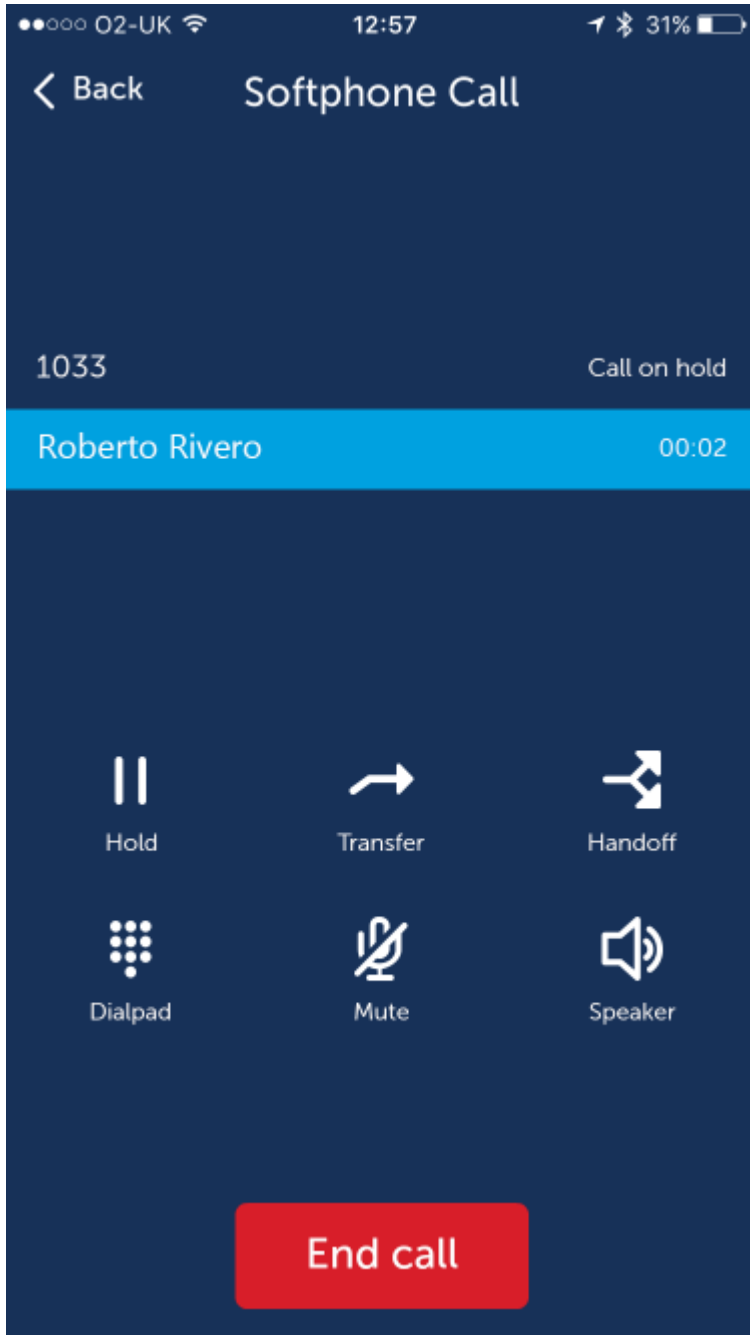 O2-UK 12:57 31%
Back Softphone Call
1033 Call on hold
Roberto Rivero 00:02
Hold Transfer Handoff
Dialpad Mute Speaker
End call